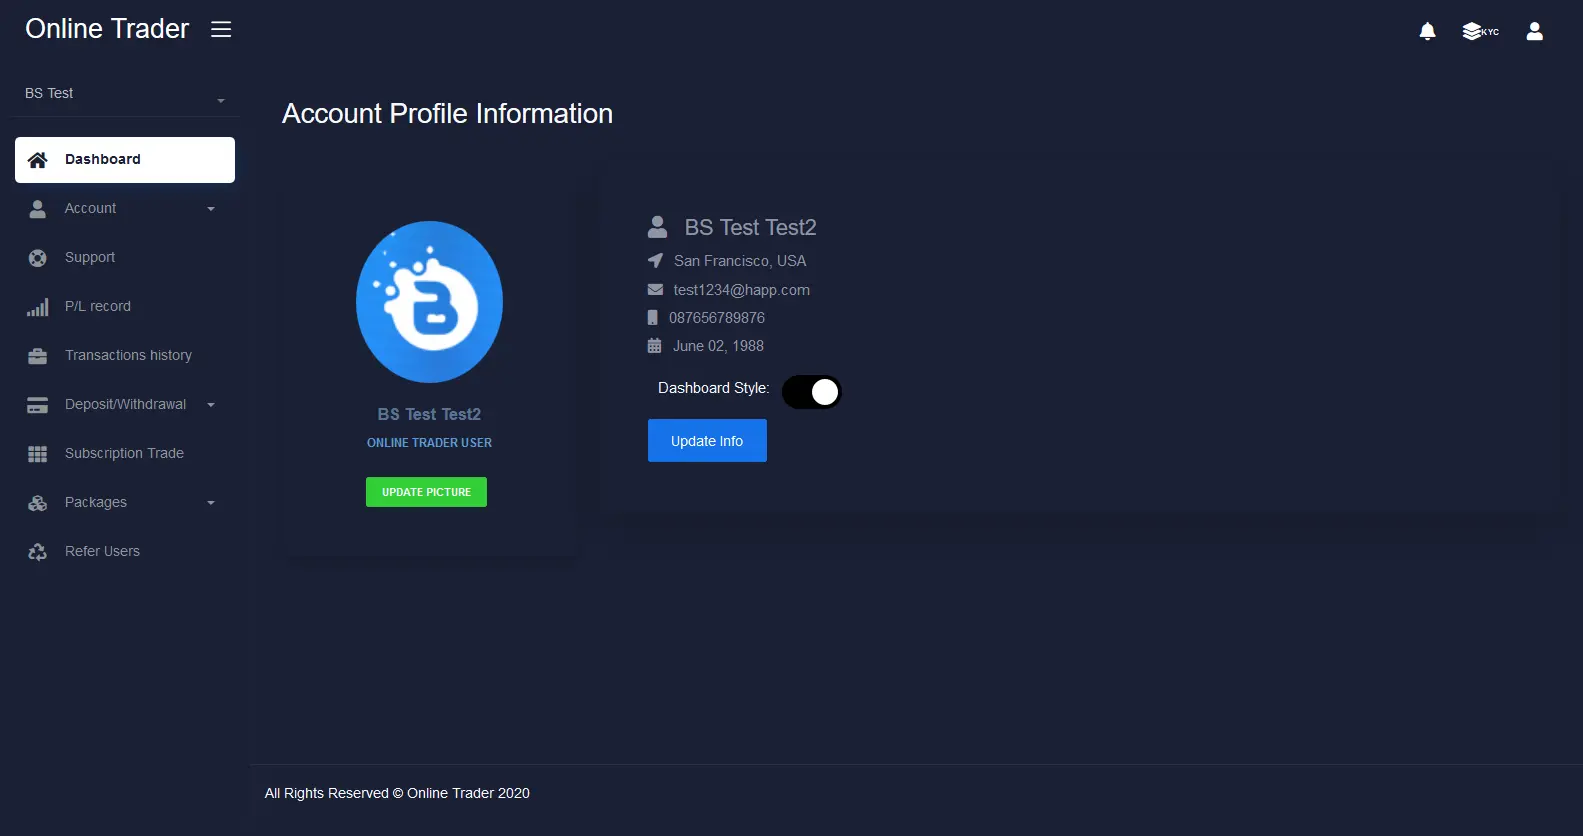 Online Trader
KYC
BS Test
Dashboard
Account
Support
P/L record
Transactions history
Deposit/Withdrawal
Subscription Trade
Packages
Refer Users
Account Profile Information
B
BS Test Test2
ONLINE TRADER USER
UPDATE PICTURE
BS Test Test2
San Francisco, USA
test1234@happ.com
087656789876
June 02, 1988
Dashboard Style:
Update Info
All Rights Reserved © Online Trader 2020